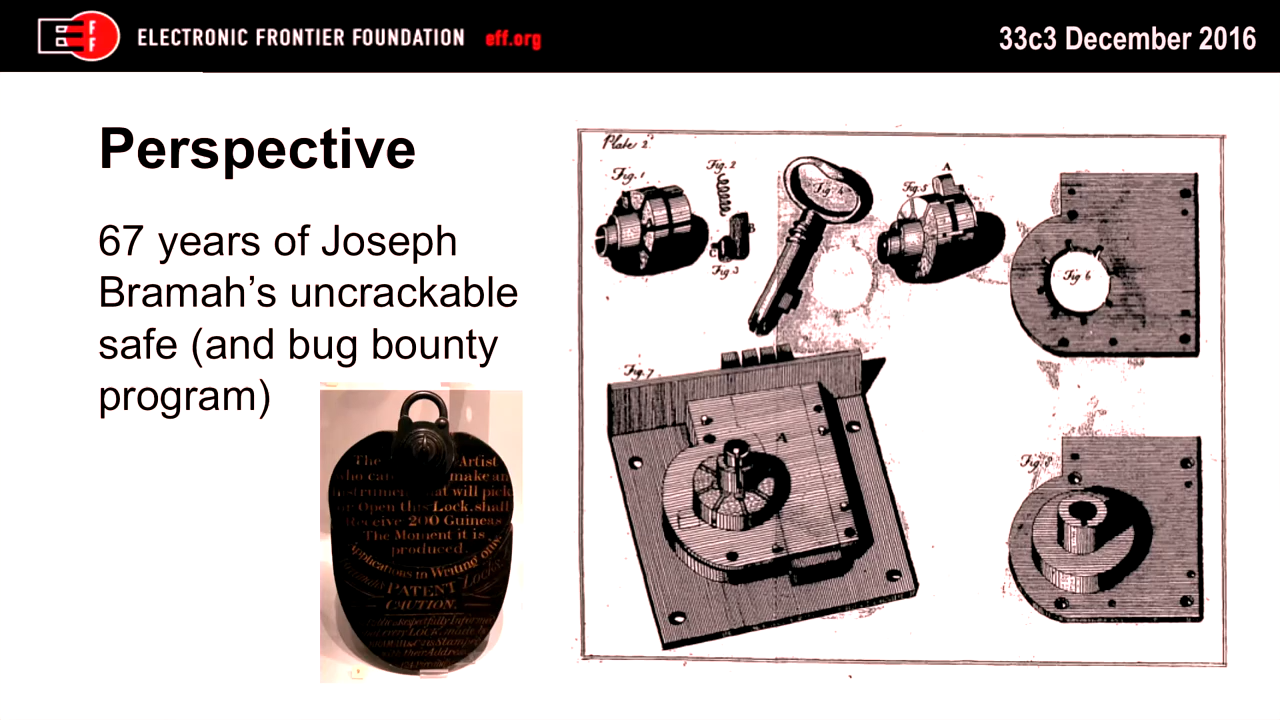 EFF
ELECTRONIC FRONTIER FOUNDATION eff.org
33c3 December 2016
Perspective
67 years of Joseph
Bramah's uncrackable
safe (and bug bounty
program)
The Artist
who can make an
Instrument that will pick
or Open this Lock, shall
Receive 200 Guineas
The Moment it is
produced.
Applications in Writing only.
PATENT
CAUTION.
Plate 2
Fig. 1
Fig. 2
Fig. 3
Fig. 4
A
Fig. 5
Fig. 6
Fig. 7
A
Fig. 8